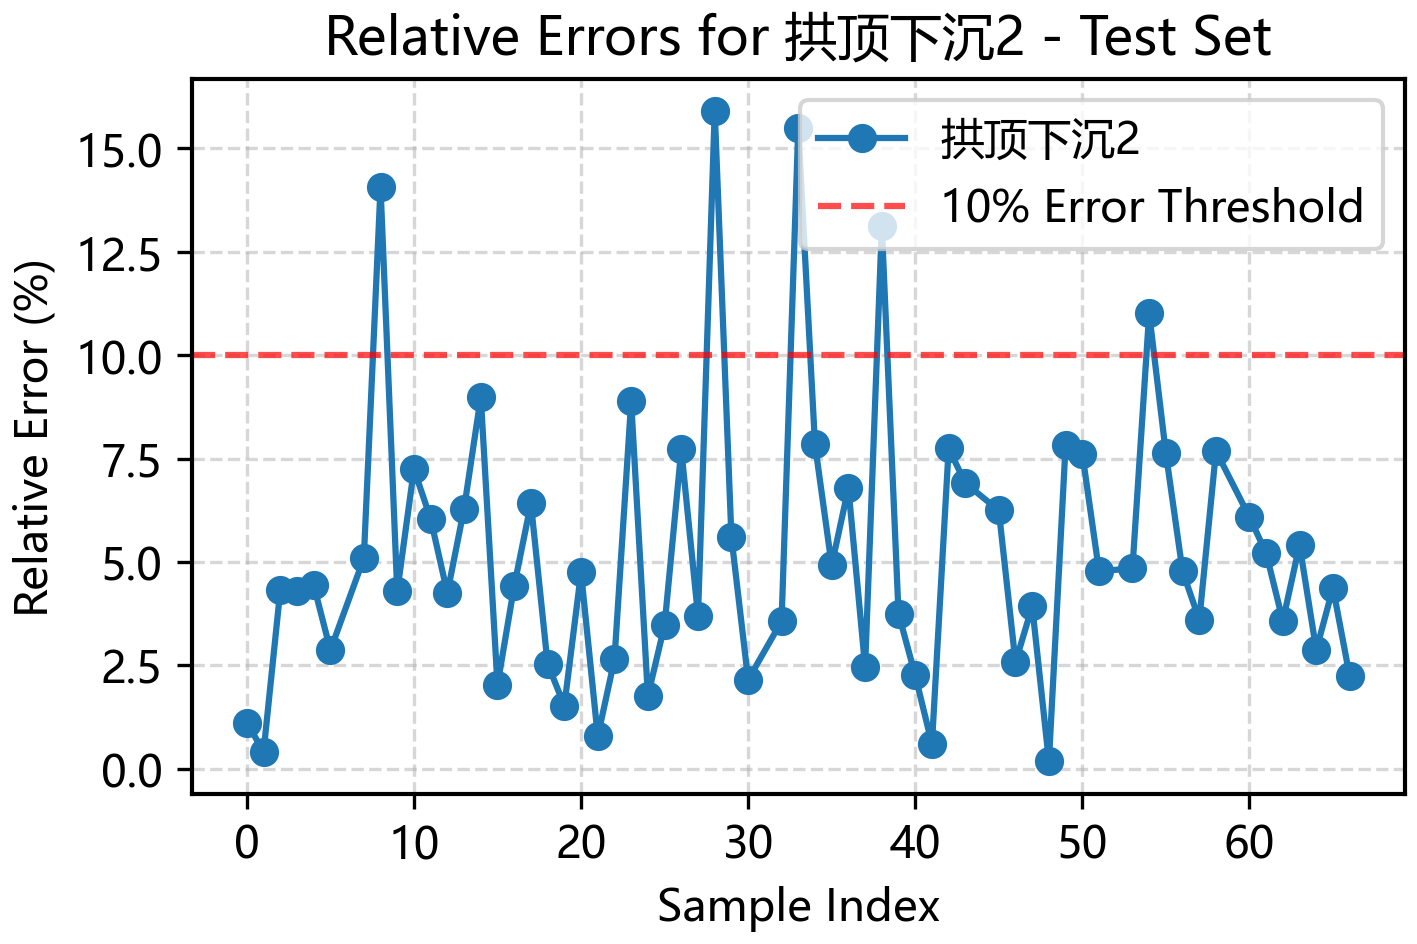 Relative Errors for 拱顶下沉2 - Test Set
拱顶下沉2
10% Error Threshold
Relative Error (%)
15.0
12.5
10.0
7.5
5.0
2.5
0.0
0 10 20 30 40 50 60
Sample Index